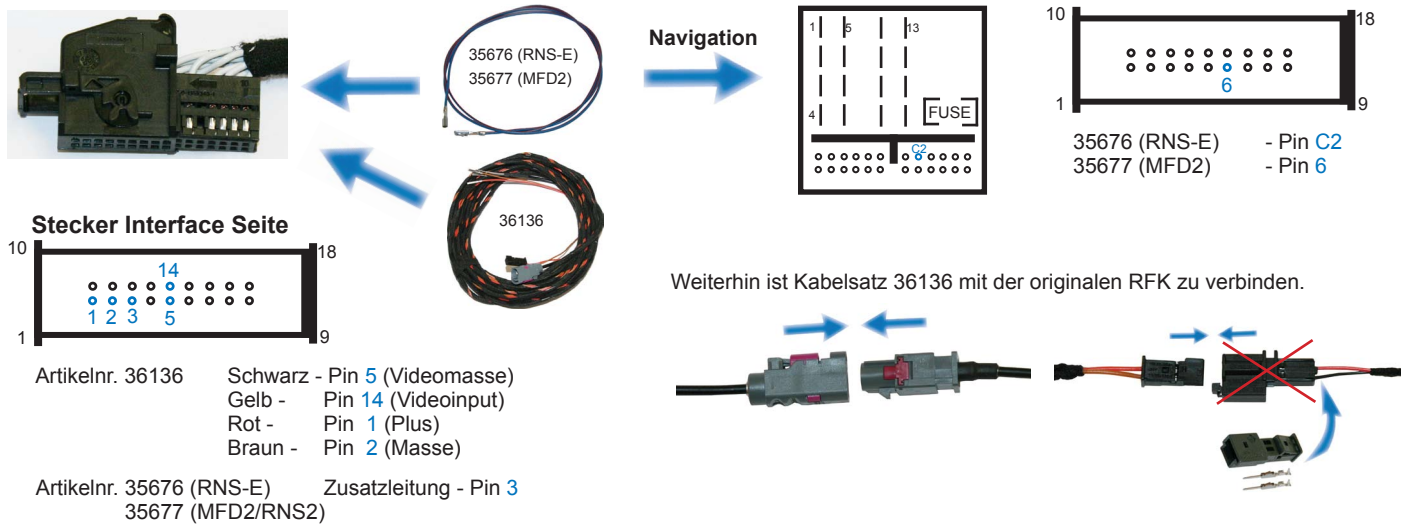 35676 (RNS-E)
35677 (MFD2)
36136
Navigation
1 5 13
4
FUSE
C2
10 18
6
1 9
35676 (RNS-E) - Pin C2
35677 (MFD2) - Pin 6
Stecker Interface Seite
10 18
14
1 2 3 5
1 9
Artikelnr. 36136 Schwarz - Pin 5 (Videomasse)
Gelb - Pin 14 (Videoinput)
Rot - Pin 1 (Plus)
Braun - Pin 2 (Masse)
Artikelnr. 35676 (RNS-E) Zusatzleitung - Pin 3
35677 (MFD2/RNS2)
Weiterhin ist Kabelsatz 36136 mit der originalen RFK zu verbinden.